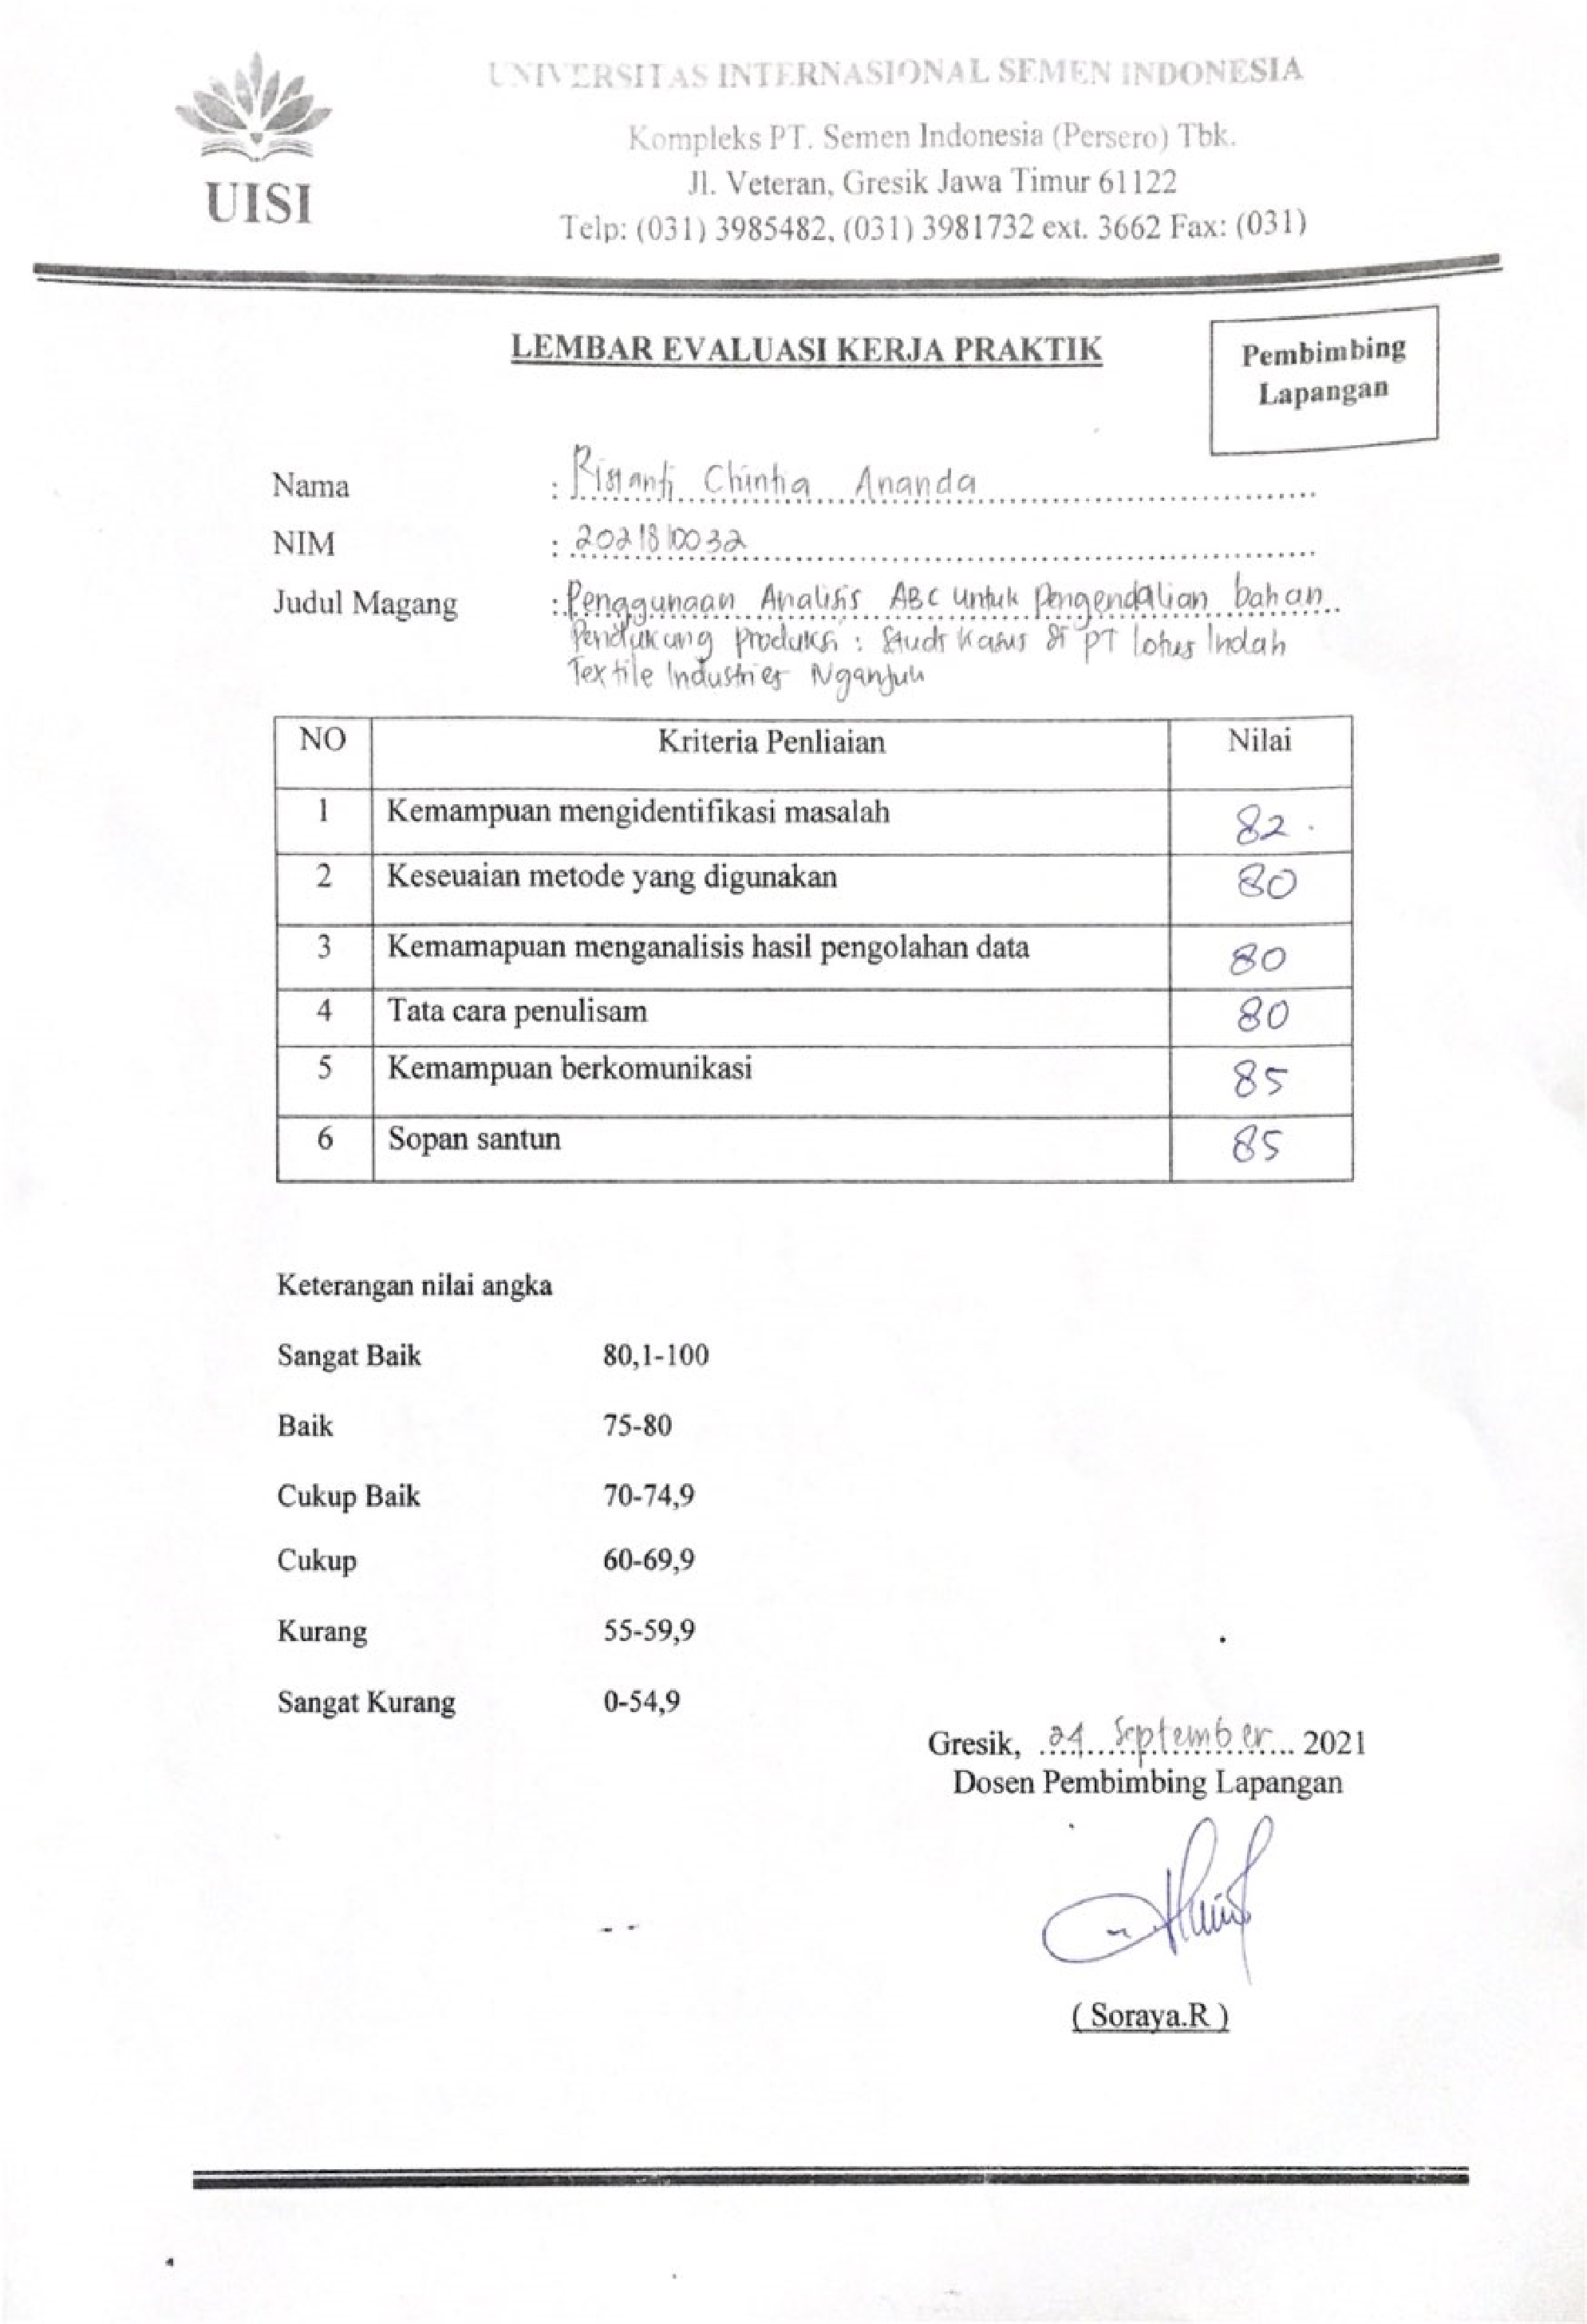 UNIVERSITAS INTERNASIONAL SEMEN INDONESIA
Kompleks PT. Semen Indonesia (Persero) Tbk.
Jl. Veteran, Gresik Jawa Timur 61122
Telp: (031) 3985482, (031) 3981732 ext. 3662 Fax: (031)
UISI
LEMBAR EVALUASI KERJA PRAKTIK
Pembimbing
Lapangan
Nama : Chintia Ananda
NIM : 2021810032
Judul Magang : Penggunaan Analisis ABC untuk Pengendalian bahan
Pendukung produksi : Studi Kasus di PT Lotus Indah
Textile Industries Nganjuk
NO Kriteria Penliaian Nilai
1 Kemampuan mengidentifikasi masalah 82
2 Keseuaian metode yang digunakan 80
3 Kemamapuan menganalisis hasil pengolahan data 80
4 Tata cara penulisam 80
5 Kemampuan berkomunikasi 85
6 Sopan santun 85
Keterangan nilai angka
Sangat Baik 80,1-100
Baik 75-80
Cukup Baik 70-74,9
Cukup 60-69,9
Kurang 55-59,9
Sangat Kurang 0-54,9
Gresik, 24 September 2021
Dosen Pembimbing Lapangan
( Soraya.R )